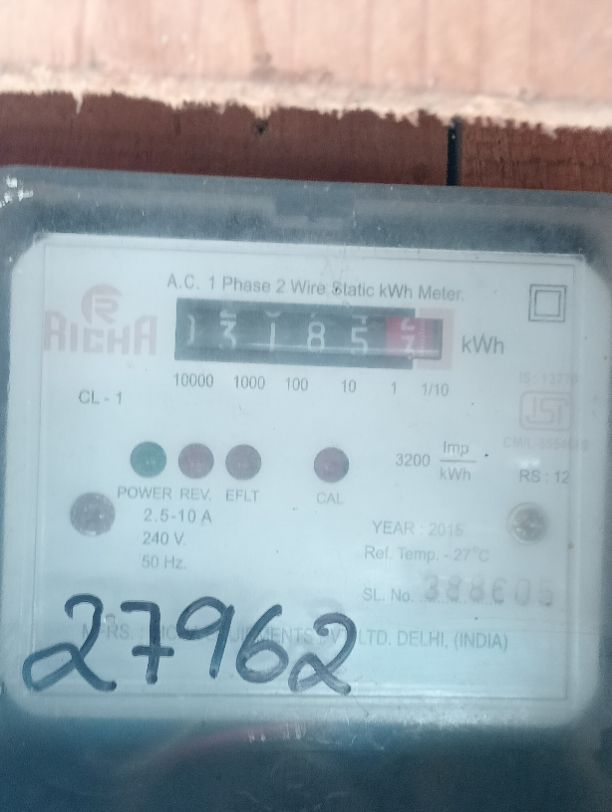 A.C. 1 Phase 2 Wire Static kWh Meter.
RICHA
13185 kWh
10000 1000 100 10 1 1/10
CL - 1
3200 Imp/kWh
RS : 12
POWER REV. EFLT CAL
2.5-10 A
240 V.
50 Hz.
YEAR : 2016
Ref. Temp. - 27°C
SL. No.
MFRS. LTD. DELHI, (INDIA)
27962